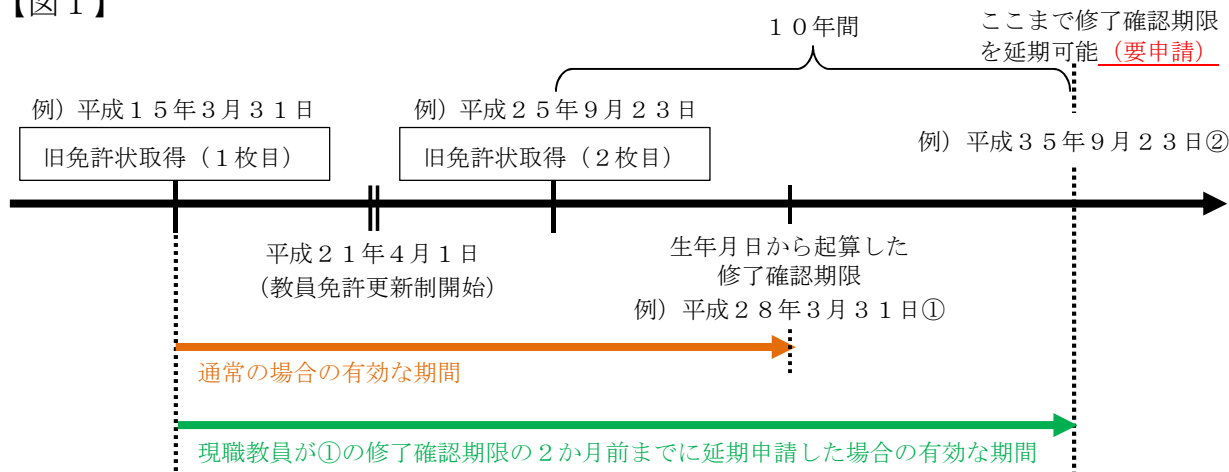 【図１】
１０年間
ここまで修了確認期限
を延期可能（要申請）
例）平成１５年３月３１日
例）平成２５年９月２３日
旧免許状取得（１枚目）
旧免許状取得（２枚目）
例）平成３５年９月２３日②
平成２１年４月１日
（教員免許更新制開始）
生年月日から起算した
修了確認期限
例）平成２８年３月３１日①
通常の場合の有効な期間
現職教員が①の修了確認期限の２か月前までに延期申請した場合の有効な期間